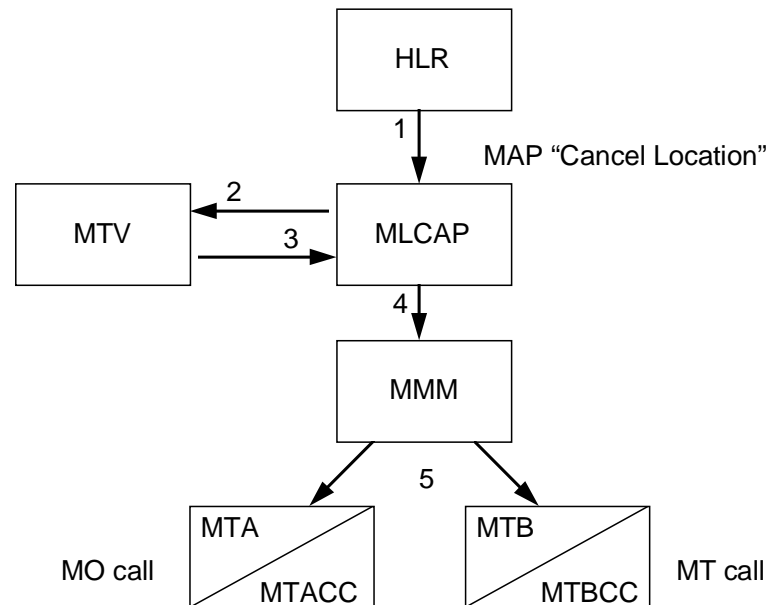 HLR
1
MAP “Cancel Location”
2
MTV
MLCAP
3
4
MMM
5
MTA
MTB
MO call
MT call
MTACC
MTBCC